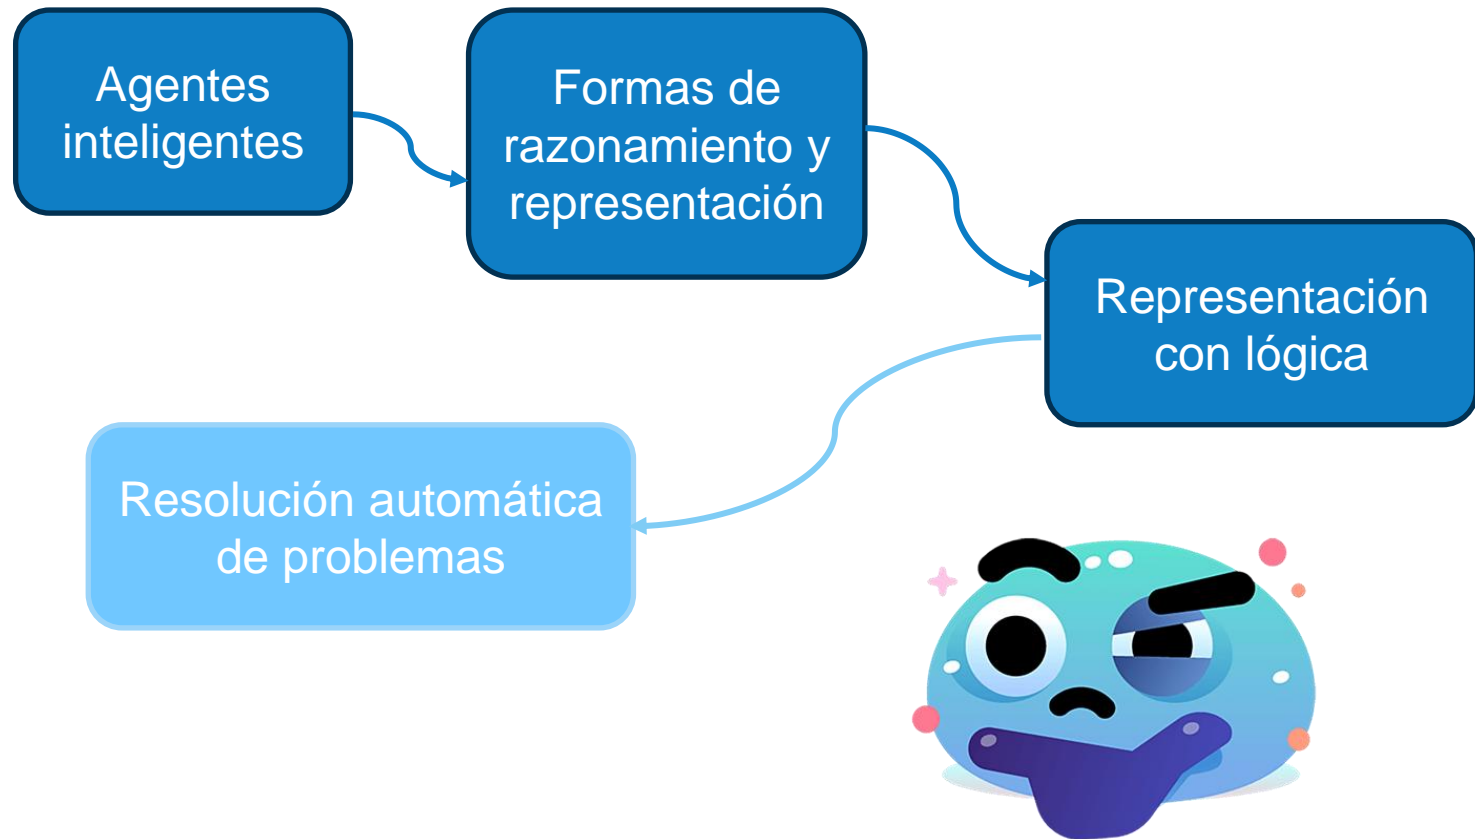 Agentes
inteligentes
Formas de
razonamiento y
representación
Representación
con lógica
Resolución automática
de problemas